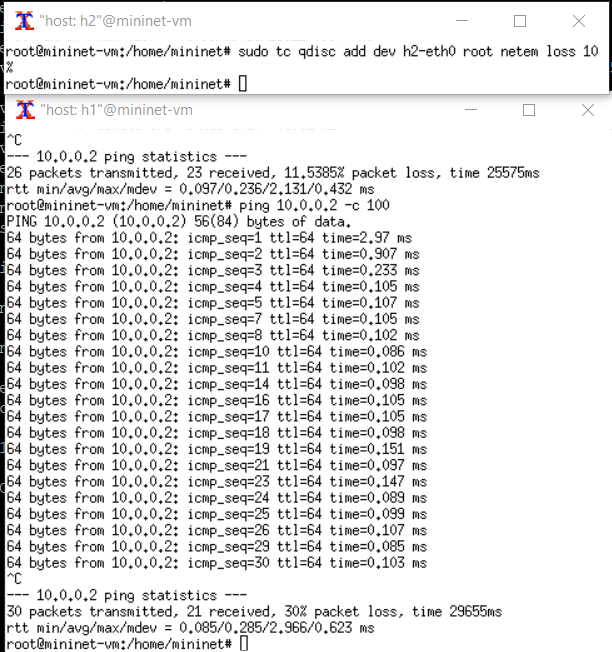 "host: h2"@mininet-vm
root@mininet-vm:/home/mininet# sudo tc qdisc add dev h2-eth0 root netem loss 10
%
root@mininet-vm:/home/mininet#
"host: h1"@mininet-vm
^C
--- 10.0.0.2 ping statistics ---
26 packets transmitted, 23 received, 11.5385% packet loss, time 25575ms
rtt min/avg/max/mdev = 0.097/0.236/2.131/0.432 ms
root@mininet-vm:/home/mininet# ping 10.0.0.2 -c 100
PING 10.0.0.2 (10.0.0.2) 56(84) bytes of data.
64 bytes from 10.0.0.2: icmp_seq=1 ttl=64 time=2.97 ms
64 bytes from 10.0.0.2: icmp_seq=2 ttl=64 time=0.907 ms
64 bytes from 10.0.0.2: icmp_seq=3 ttl=64 time=0.233 ms
64 bytes from 10.0.0.2: icmp_seq=4 ttl=64 time=0.105 ms
64 bytes from 10.0.0.2: icmp_seq=5 ttl=64 time=0.107 ms
64 bytes from 10.0.0.2: icmp_seq=7 ttl=64 time=0.105 ms
64 bytes from 10.0.0.2: icmp_seq=8 ttl=64 time=0.102 ms
64 bytes from 10.0.0.2: icmp_seq=10 ttl=64 time=0.086 ms
64 bytes from 10.0.0.2: icmp_seq=11 ttl=64 time=0.102 ms
64 bytes from 10.0.0.2: icmp_seq=14 ttl=64 time=0.098 ms
64 bytes from 10.0.0.2: icmp_seq=16 ttl=64 time=0.105 ms
64 bytes from 10.0.0.2: icmp_seq=17 ttl=64 time=0.105 ms
64 bytes from 10.0.0.2: icmp_seq=18 ttl=64 time=0.098 ms
64 bytes from 10.0.0.2: icmp_seq=19 ttl=64 time=0.151 ms
64 bytes from 10.0.0.2: icmp_seq=21 ttl=64 time=0.097 ms
64 bytes from 10.0.0.2: icmp_seq=23 ttl=64 time=0.147 ms
64 bytes from 10.0.0.2: icmp_seq=24 ttl=64 time=0.089 ms
64 bytes from 10.0.0.2: icmp_seq=25 ttl=64 time=0.099 ms
64 bytes from 10.0.0.2: icmp_seq=26 ttl=64 time=0.107 ms
64 bytes from 10.0.0.2: icmp_seq=29 ttl=64 time=0.085 ms
64 bytes from 10.0.0.2: icmp_seq=30 ttl=64 time=0.103 ms
^C
--- 10.0.0.2 ping statistics ---
30 packets transmitted, 21 received, 30% packet loss, time 29655ms
rtt min/avg/max/mdev = 0.085/0.285/2.966/0.623 ms
root@mininet-vm:/home/mininet#